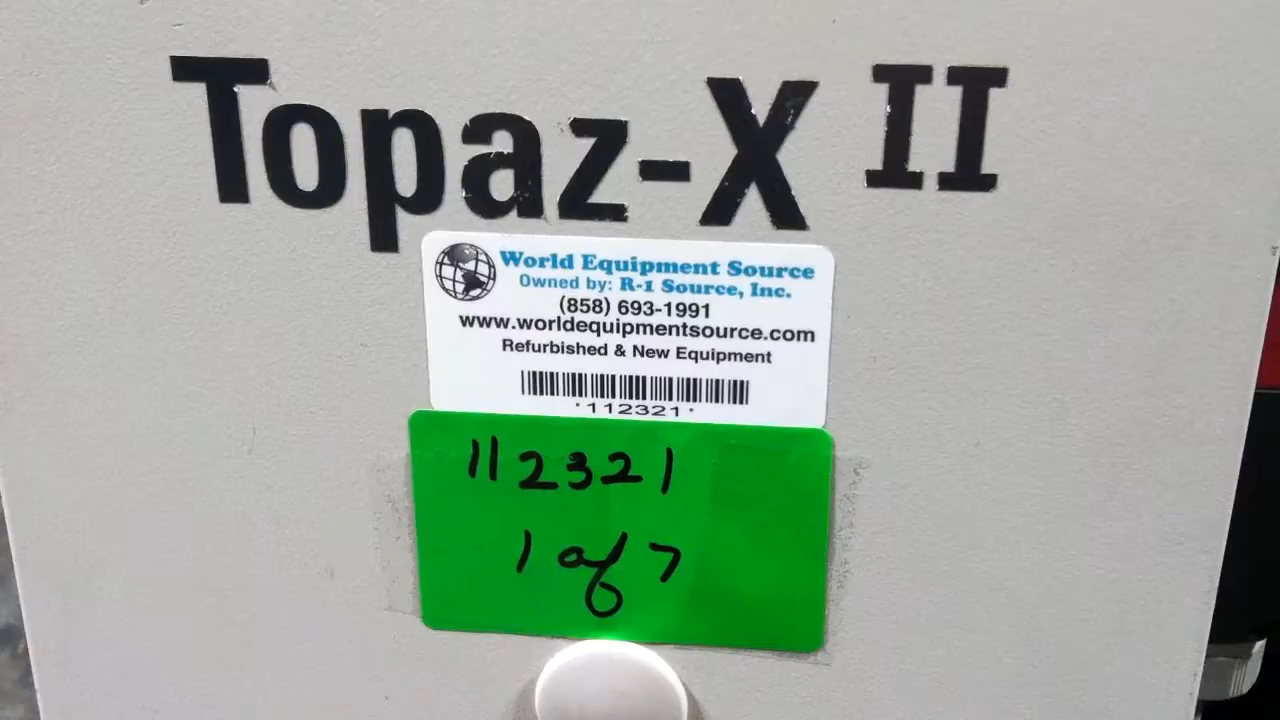 Topaz-X II
World Equipment Source
Owned by: R-1 Source, Inc.
(858) 693-1991
www.worldequipmentsource.com
Refurbished & New Equipment
*112321*
112321
1 of 7